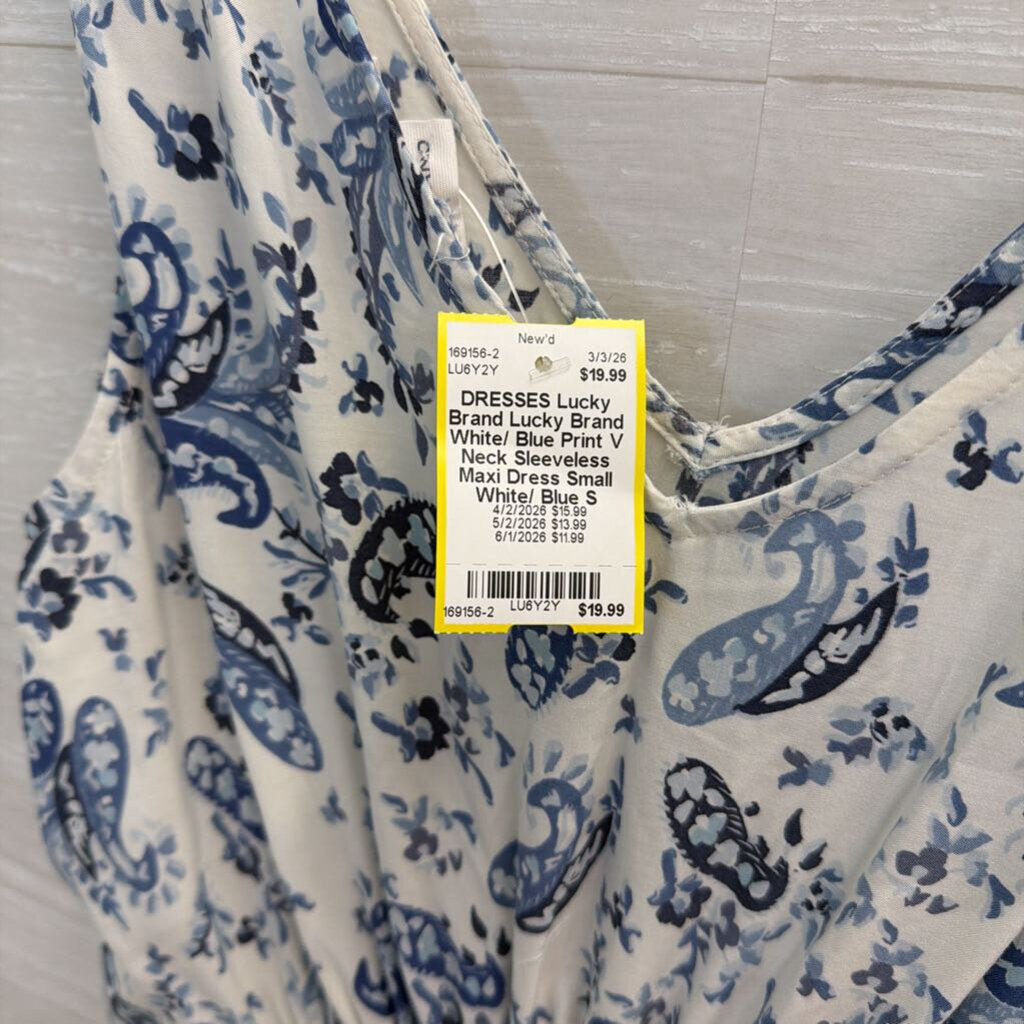 New'd
169156-2 3/3/26
LU6Y2Y $19.99
DRESSES Lucky
Brand Lucky Brand
White/ Blue Print V
Neck Sleeveless
Maxi Dress Small
White/ Blue S
4/2/2026 $15.99
5/2/2026 $13.99
6/1/2026 $11.99
169156-2 LU6Y2Y $19.99